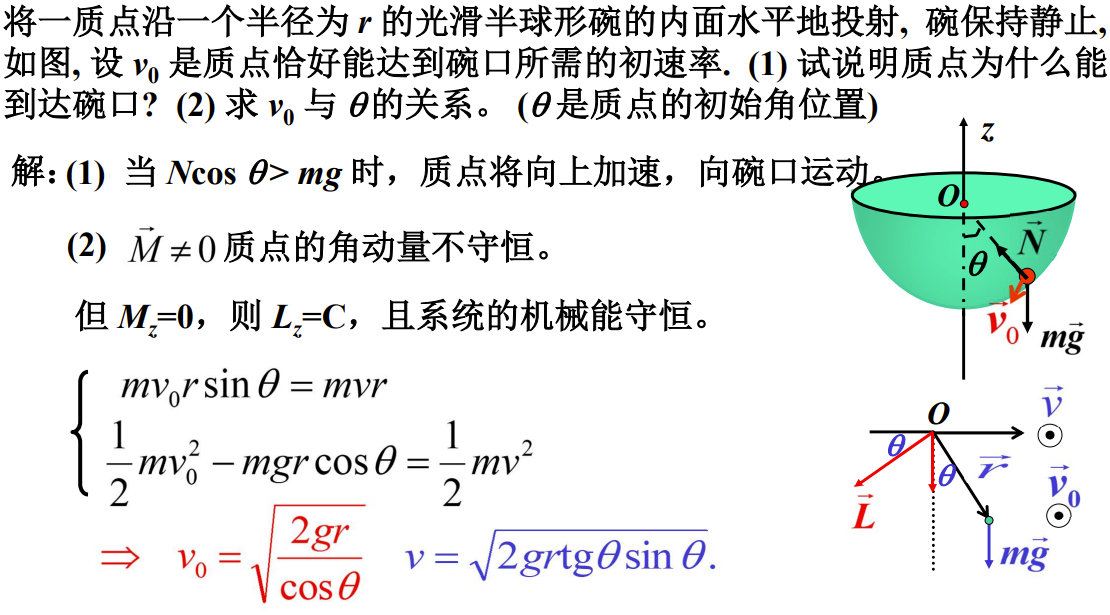 将一质点沿一个半径为 r 的光滑半球形碗的内面水平地投射, 碗保持静止,
如图, 设 v₀ 是质点恰好能达到碗口所需的初速率. (1) 试说明质点为什么能
到达碗口? (2) 求 v₀ 与 θ的关系。 (θ是质点的初始角位置)
解: (1) 当 Ncos θ> mg 时，质点将向上加速，向碗口运动。
(2) M⃗ ≠ 0 质点的角动量不守恒。
但 M_z=0，则 L_z=C，且系统的机械能守恒。
mv₀r sin θ = mvr
1/2 mv₀² − mgr cos θ = 1/2 mv²
⇒ v₀ = √(2gr/cosθ) v = √(2grtgθ sin θ).
z
O
N⃗
θ
v⃗₀
mg⃗
O
v⃗
θ
θ
r⃗
v⃗₀
L⃗
mg⃗